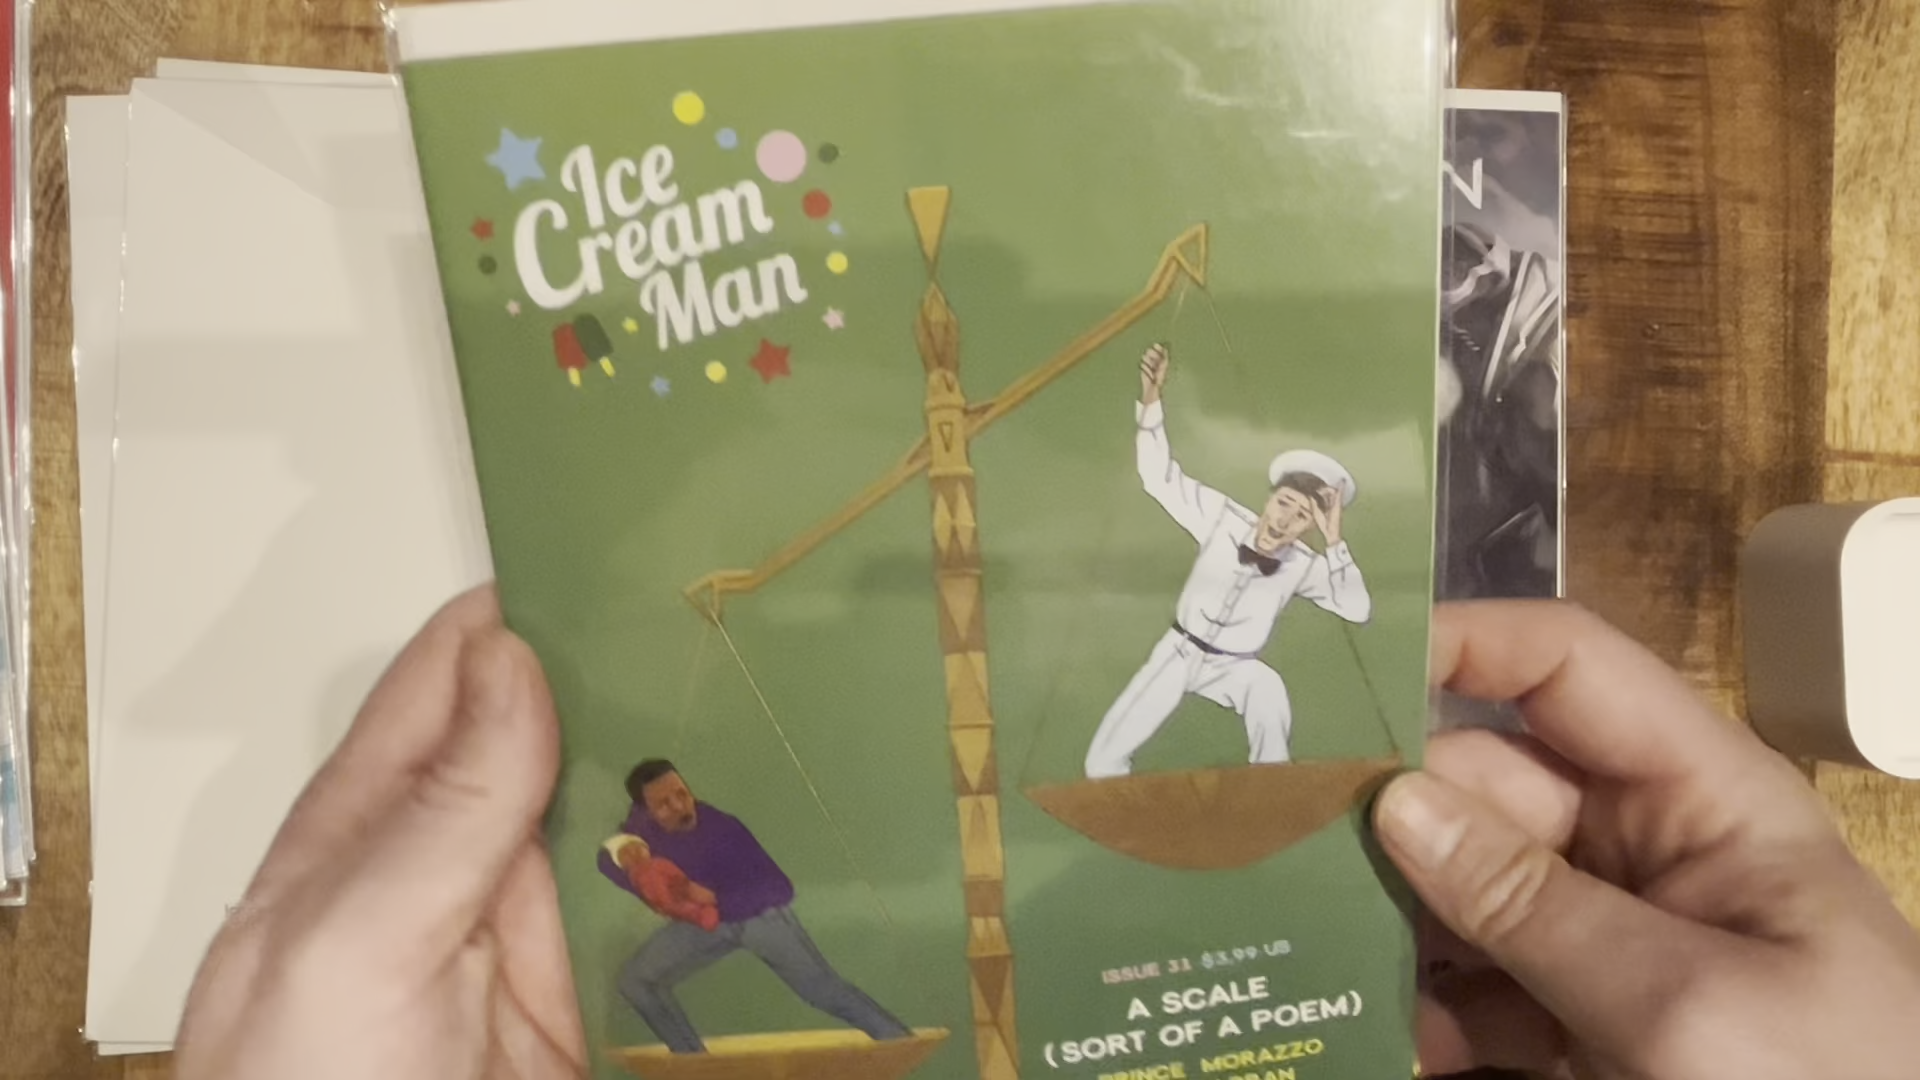 Ice
Cream
Man
N
ISSUE 31 $3.99 US
A SCALE
(SORT OF A POEM)
PRINCE MORAZZO